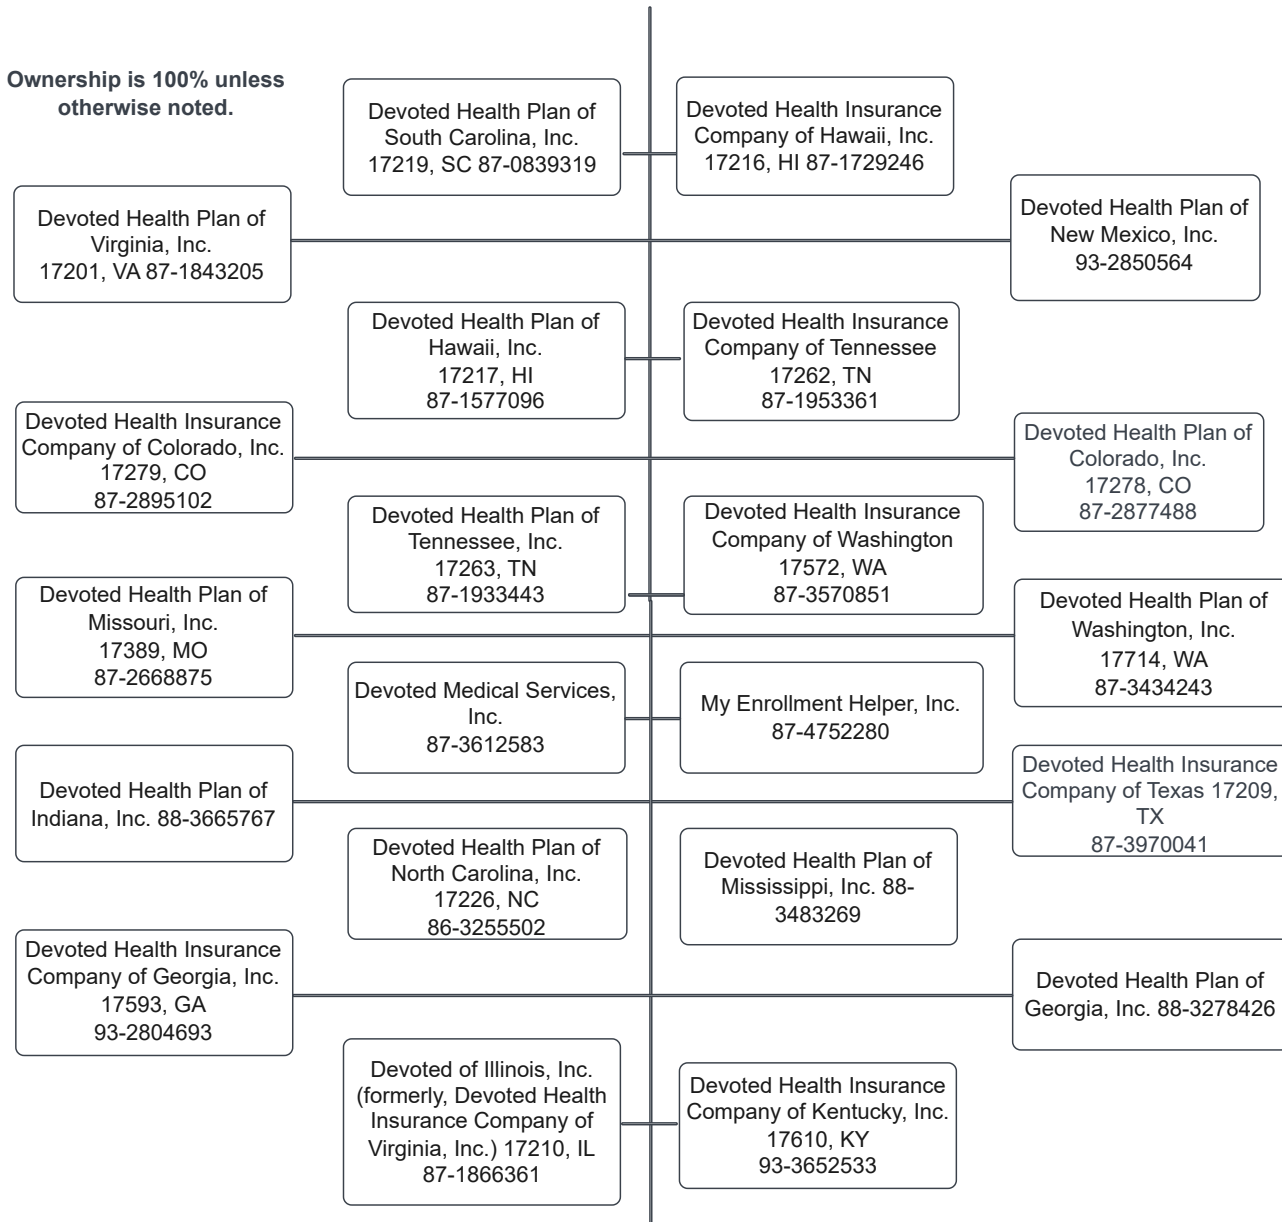 Ownership is 100% unless
otherwise noted.
Devoted Health Plan of
South Carolina, Inc.
17219, SC 87-0839319
Devoted Health Insurance
Company of Hawaii, Inc.
17216, HI 87-1729246
Devoted Health Plan of
Virginia, Inc.
17201, VA 87-1843205
Devoted Health Plan of
New Mexico, Inc.
93-2850564
Devoted Health Plan of
Hawaii, Inc.
17217, HI
87-1577096
Devoted Health Insurance
Company of Tennessee
17262, TN
87-1953361
Devoted Health Insurance
Company of Colorado, Inc.
17279, CO
87-2895102
Devoted Health Plan of
Colorado, Inc.
17278, CO
87-2877488
Devoted Health Plan of
Tennessee, Inc.
17263, TN
87-1933443
Devoted Health Insurance
Company of Washington
17572, WA
87-3570851
Devoted Health Plan of
Missouri, Inc.
17389, MO
87-2668875
Devoted Health Plan of
Washington, Inc.
17714, WA
87-3434243
Devoted Medical Services,
Inc.
87-3612583
My Enrollment Helper, Inc.
87-4752280
Devoted Health Plan of
Indiana, Inc. 88-3665767
Devoted Health Insurance
Company of Texas 17209,
TX
87-3970041
Devoted Health Plan of
North Carolina, Inc.
17226, NC
86-3255502
Devoted Health Plan of
Mississippi, Inc. 88-
3483269
Devoted Health Insurance
Company of Georgia, Inc.
17593, GA
93-2804693
Devoted Health Plan of
Georgia, Inc. 88-3278426
Devoted of Illinois, Inc.
(formerly, Devoted Health
Insurance Company of
Virginia, Inc.) 17210, IL
87-1866361
Devoted Health Insurance
Company of Kentucky, Inc.
17610, KY
93-3652533